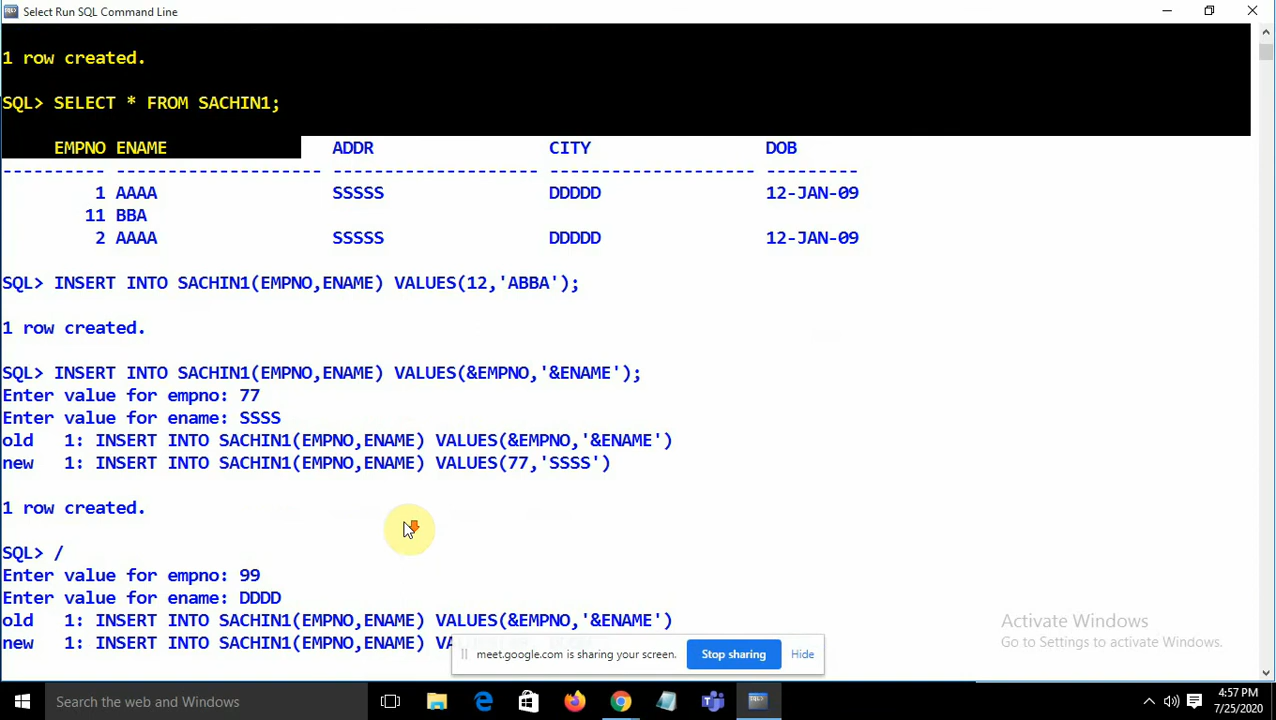 Select Run SQL Command Line
1 row created.
SQL> SELECT * FROM SACHIN1;
EMPNO ENAME ADDR CITY DOB
---------- -------------------- -------------------- -------------------- ---------
1 AAAA SSSSS DDDDD 12-JAN-09
11 BBA
2 AAAA SSSSS DDDDD 12-JAN-09
SQL> INSERT INTO SACHIN1(EMPNO,ENAME) VALUES(12,'ABBA');
1 row created.
SQL> INSERT INTO SACHIN1(EMPNO,ENAME) VALUES(&EMPNO,'&ENAME');
Enter value for empno: 77
Enter value for ename: SSSS
old 1: INSERT INTO SACHIN1(EMPNO,ENAME) VALUES(&EMPNO,'&ENAME')
new 1: INSERT INTO SACHIN1(EMPNO,ENAME) VALUES(77,'SSSS')
1 row created.
SQL> /
Enter value for empno: 99
Enter value for ename: DDDD
old 1: INSERT INTO SACHIN1(EMPNO,ENAME) VALUES(&EMPNO,'&ENAME')
new 1: INSERT INTO SACHIN1(EMPNO,ENAME)
Activate Windows
Go to Settings to activate Windows.
meet.google.com is sharing your screen. Stop sharing Hide
Search the web and Windows
4:57 PM
7/25/2020